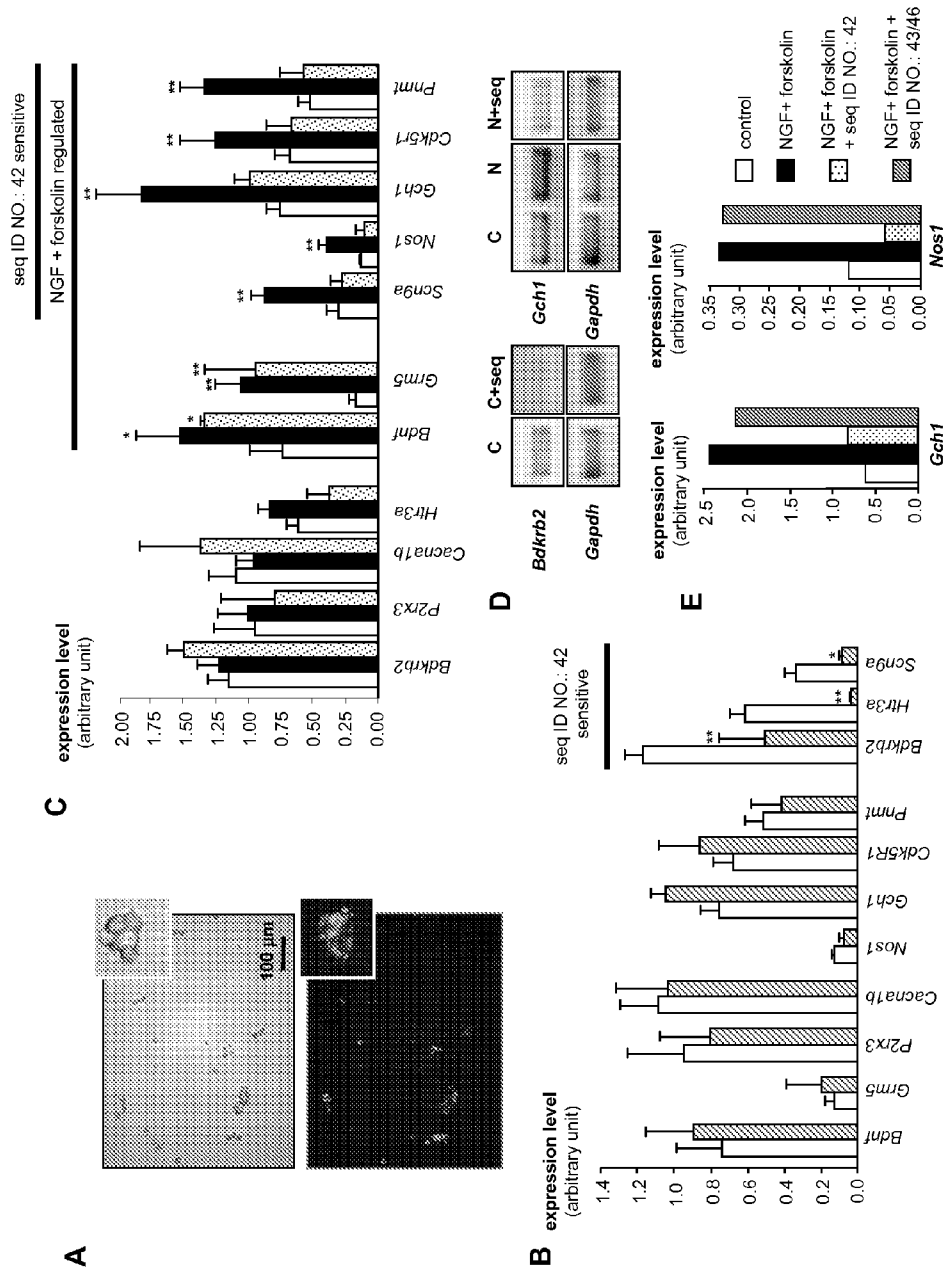 A
100 µm
B
expression level
(arbitrary unit)
1.4
1.2
1.0
0.8
0.6
0.4
0.2
0.0
Bdnf
Grm5
P2rx3
Cacna1b
Nos1
Gch1
Cdk5R1
Pnmt
Bdkrb2
Htr3a
Scn9a
** ** *
seq ID NO.: 42
sensitive
C
expression level
(arbitrary unit)
2.00
1.75
1.50
1.25
1.00
0.75
0.50
0.25
0.00
Bdkrb2
P2rx3
Cacna1b
Htr3a
Bdnf
Grm5
Scn9a
Nos1
Gch1
Cdk5r1
Pnmt
* * ** ** ** ** ** ** **
seq ID NO.: 42 sensitive
NGF + forskolin regulated
D
C C+seq
Bdkrb2
Gapdh
C N N+seq
Gch1
Gapdh
E
expression level
(arbitrary unit)
2.5
2.0
1.5
1.0
0.5
0.0
Gch1
expression level
(arbitrary unit)
0.35
0.30
0.25
0.20
0.15
0.10
0.05
0.00
Nos1
control
NGF+ forskolin
NGF+ forskolin
+ seq ID NO.: 42
NGF+ forskolin +
seq ID NO.: 43/46